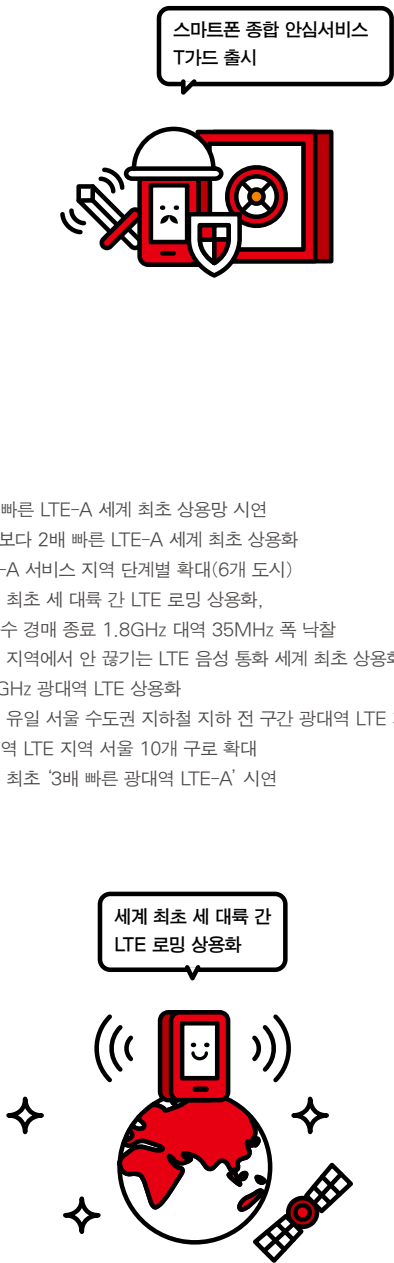 스마트폰 종합 안심서비스
T가드 출시
빠른 LTE-A 세계 최초 상용망 시연
보다 2배 빠른 LTE-A 세계 최초 상용화
-A 서비스 지역 단계별 확대(6개 도시)
최초 세 대륙 간 LTE 로밍 상용화,
수 경매 종료 1.8GHz 대역 35MHz 폭 낙찰
지역에서 안 끊기는 LTE 음성 통화 세계 최초 상용화
GHz 광대역 LTE 상용화
유일 서울 수도권 지하철 지하 전 구간 광대역 LTE
역 LTE 지역 서울 10개 구로 확대
최초 ‘3배 빠른 광대역 LTE-A’ 시연
세계 최초 세 대륙 간
LTE 로밍 상용화